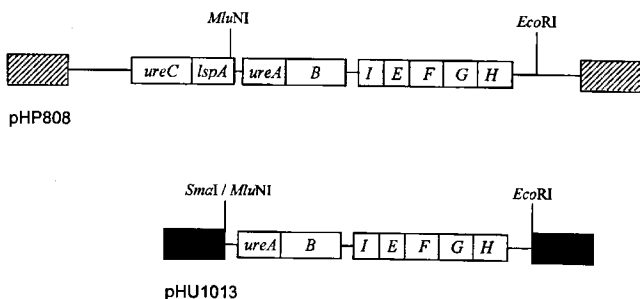 MluNI EcoRI
ureC lspA ureA B I E F G H
pHP808
SmaI / MluNI EcoRI
ureA B I E F G H
pHU1013